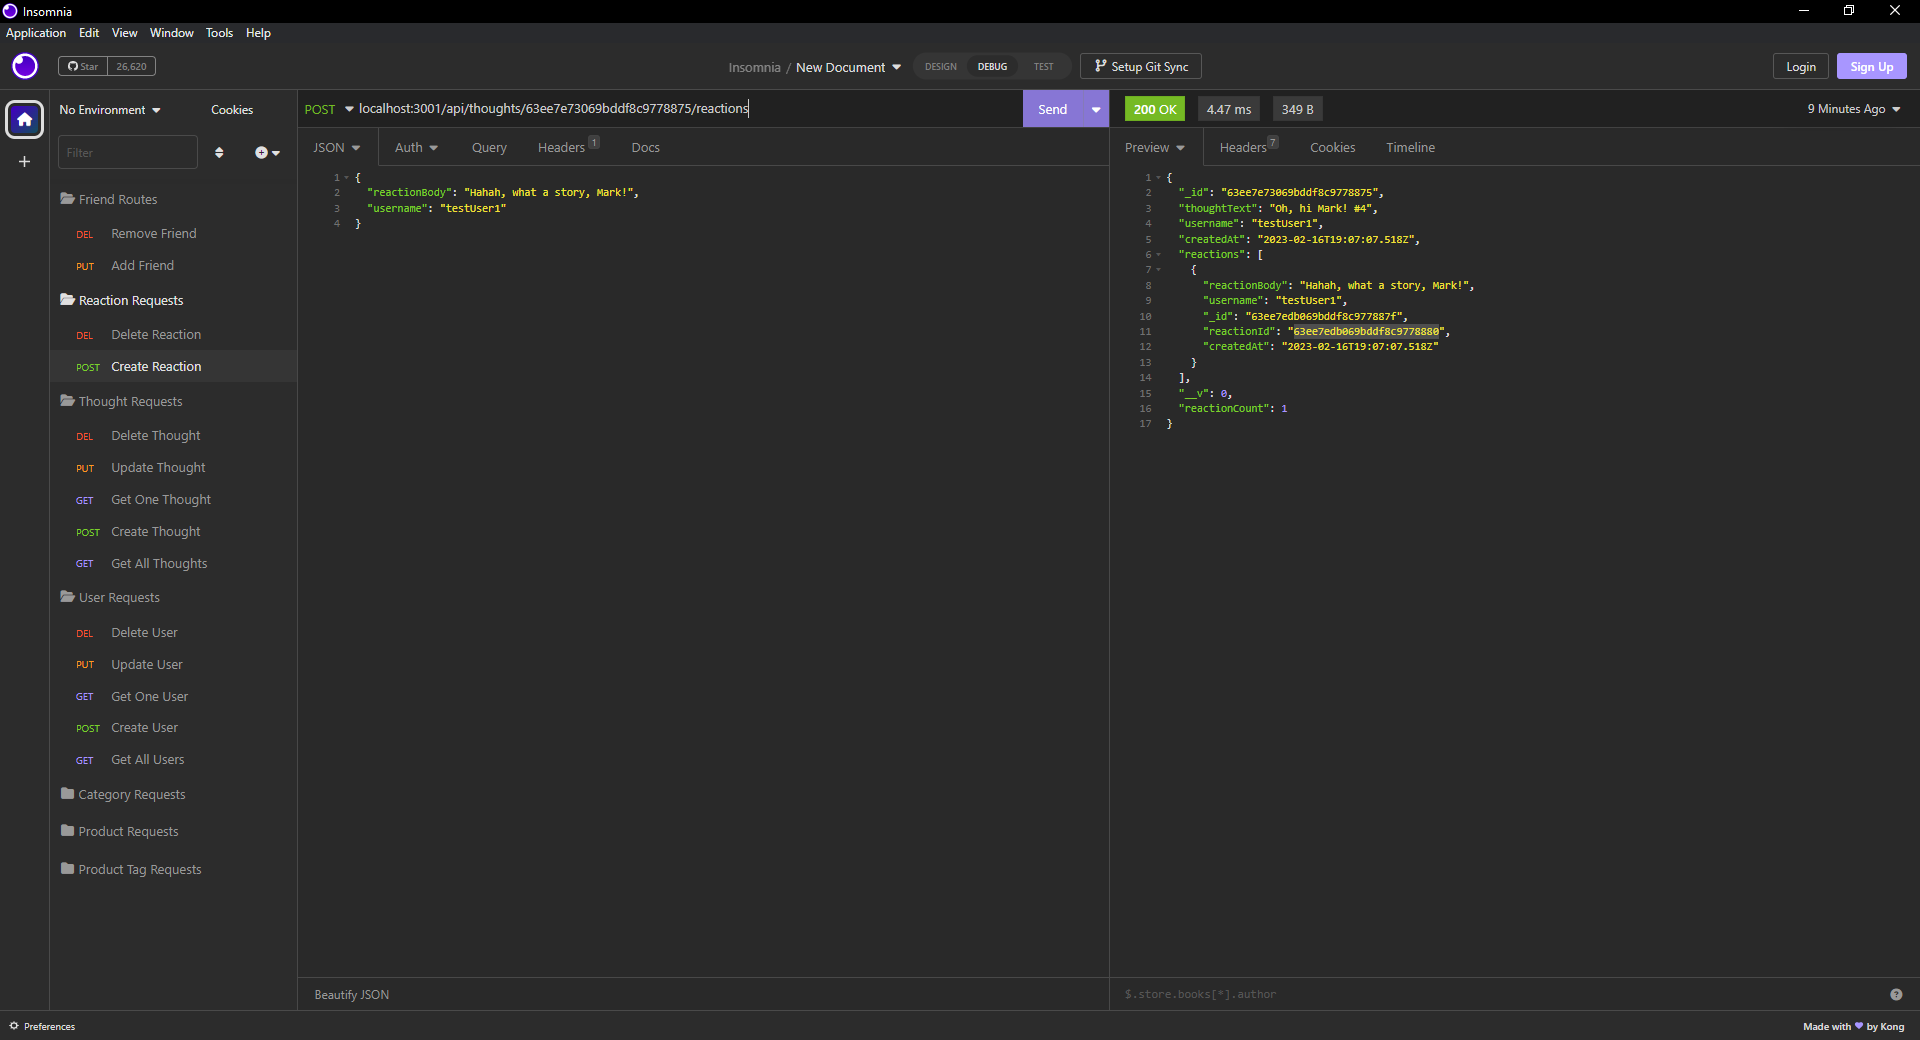 Insomnia
Application Edit View Window Tools Help
Star 26,620
Insomnia / New Document
DESIGN DEBUG TEST
Setup Git Sync
Login
Sign Up
No Environment
Cookies
Filter
Friend Routes
DEL Remove Friend
PUT Add Friend
Reaction Requests
DEL Delete Reaction
POST Create Reaction
Thought Requests
DEL Delete Thought
PUT Update Thought
GET Get One Thought
POST Create Thought
GET Get All Thoughts
User Requests
DEL Delete User
PUT Update User
GET Get One User
POST Create User
GET Get All Users
Category Requests
Product Requests
Product Tag Requests
POST localhost:3001/api/thoughts/63ee7e73069bddf8c9778875/reactions
Send
JSON Auth Query Headers 1 Docs
1 {
2 "reactionBody": "Hahah, what a story, Mark!",
3 "username": "testUser1"
4 }
Beautify JSON
200 OK 4.47 ms 349 B
9 Minutes Ago
Preview Headers 7 Cookies Timeline
1 {
2 "_id": "63ee7e73069bddf8c9778875",
3 "thoughtText": "Oh, hi Mark! #4",
4 "username": "testUser1",
5 "createdAt": "2023-02-16T19:07:07.518Z",
6 "reactions": [
7 {
8 "reactionBody": "Hahah, what a story, Mark!",
9 "username": "testUser1",
10 "_id": "63ee7edb069bddf8c977887f",
11 "reactionId": "63ee7edb069bddf8c9778880",
12 "createdAt": "2023-02-16T19:07:07.518Z"
13 }
14 ],
15 "__v": 0,
16 "reactionCount": 1
17 }
$.store.books[*].author
?
Preferences
Made with 💜 by Kong